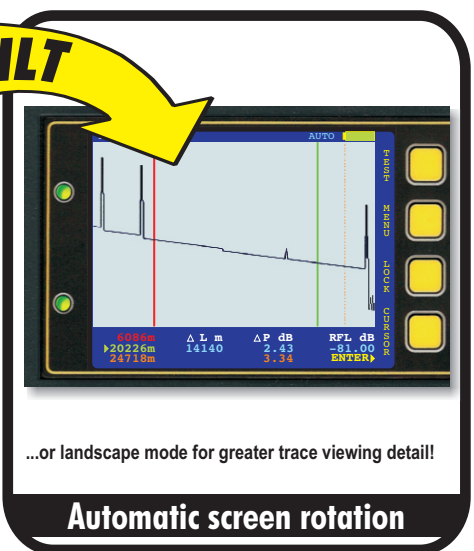 ILT
AUTO
TEST
MENU
LOCK
CURSOR
6086m Δ L m Δ P dB RFL dB
▶20226m 14140 2.43 -81.00
24718m 3.34 ENTER▶
...or landscape mode for greater trace viewing detail!
Automatic screen rotation